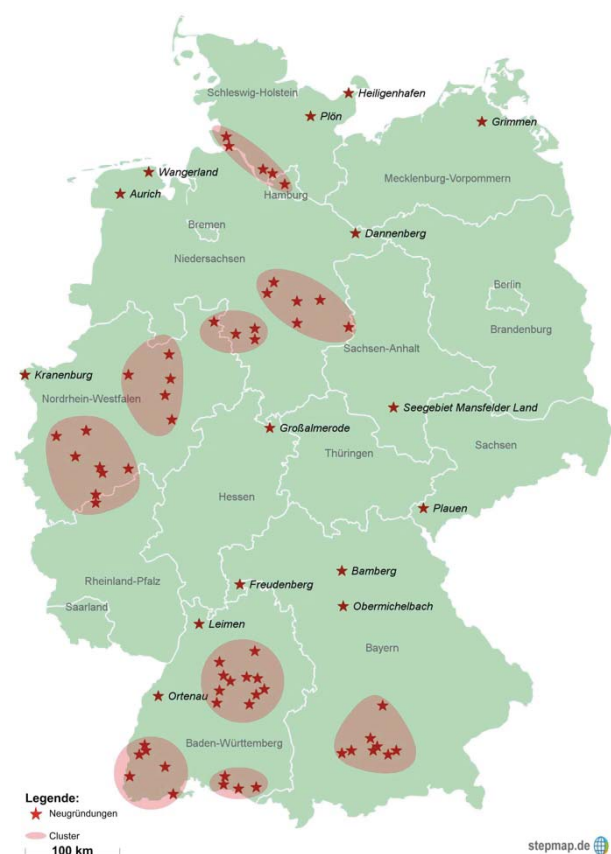 Schleswig-Holstein
Heiligenhafen
Plön
Grimmen
Wangerland
Mecklenburg-Vorpommern
Aurich
Hamburg
Bremen
Dannenberg
Niedersachsen
Berlin
Brandenburg
Sachsen-Anhalt
Kranenburg
Nordrhein-Westfalen
Seegebiet Mansfelder Land
Großalmerode
Sachsen
Thüringen
Hessen
Plauen
Bamberg
Rheinland-Pfalz
Freudenberg
Saarland
Obermichelbach
Leimen
Bayern
Ortenau
Baden-Württemberg
Legende:
Neugründungen
Cluster
100 km
stepmap.de